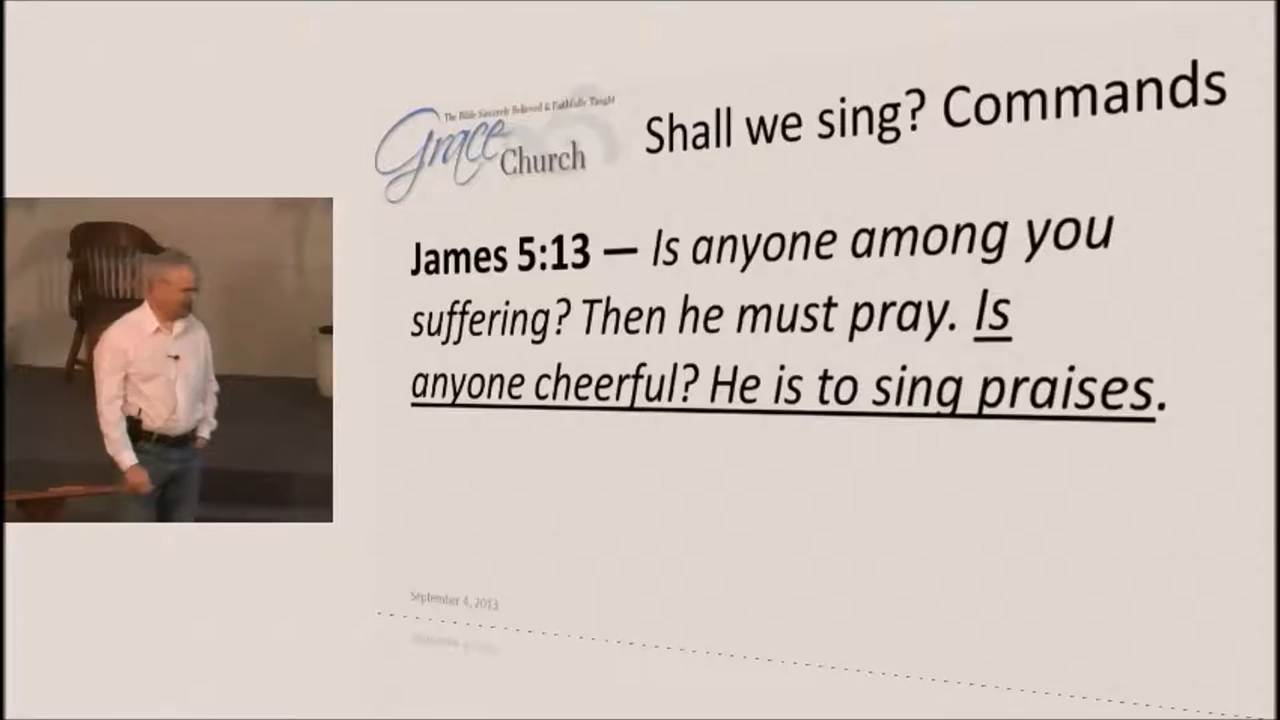 The Bible Sincerely Believed & Faithfully Taught
Grace
Church
Shall we sing? Commands
James 5:13 — Is anyone among you
suffering? Then he must pray. Is
anyone cheerful? He is to sing praises.
September 4, 2013